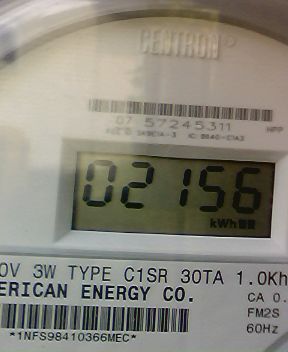 CENTRON®
07 57245311
HPP
02156
kWh
0V 3W TYPE C1SR 30TA 1.0Kh
ERICAN ENERGY CO.
CA 0.
FM2S
60Hz
*1NFS98410366MEC*